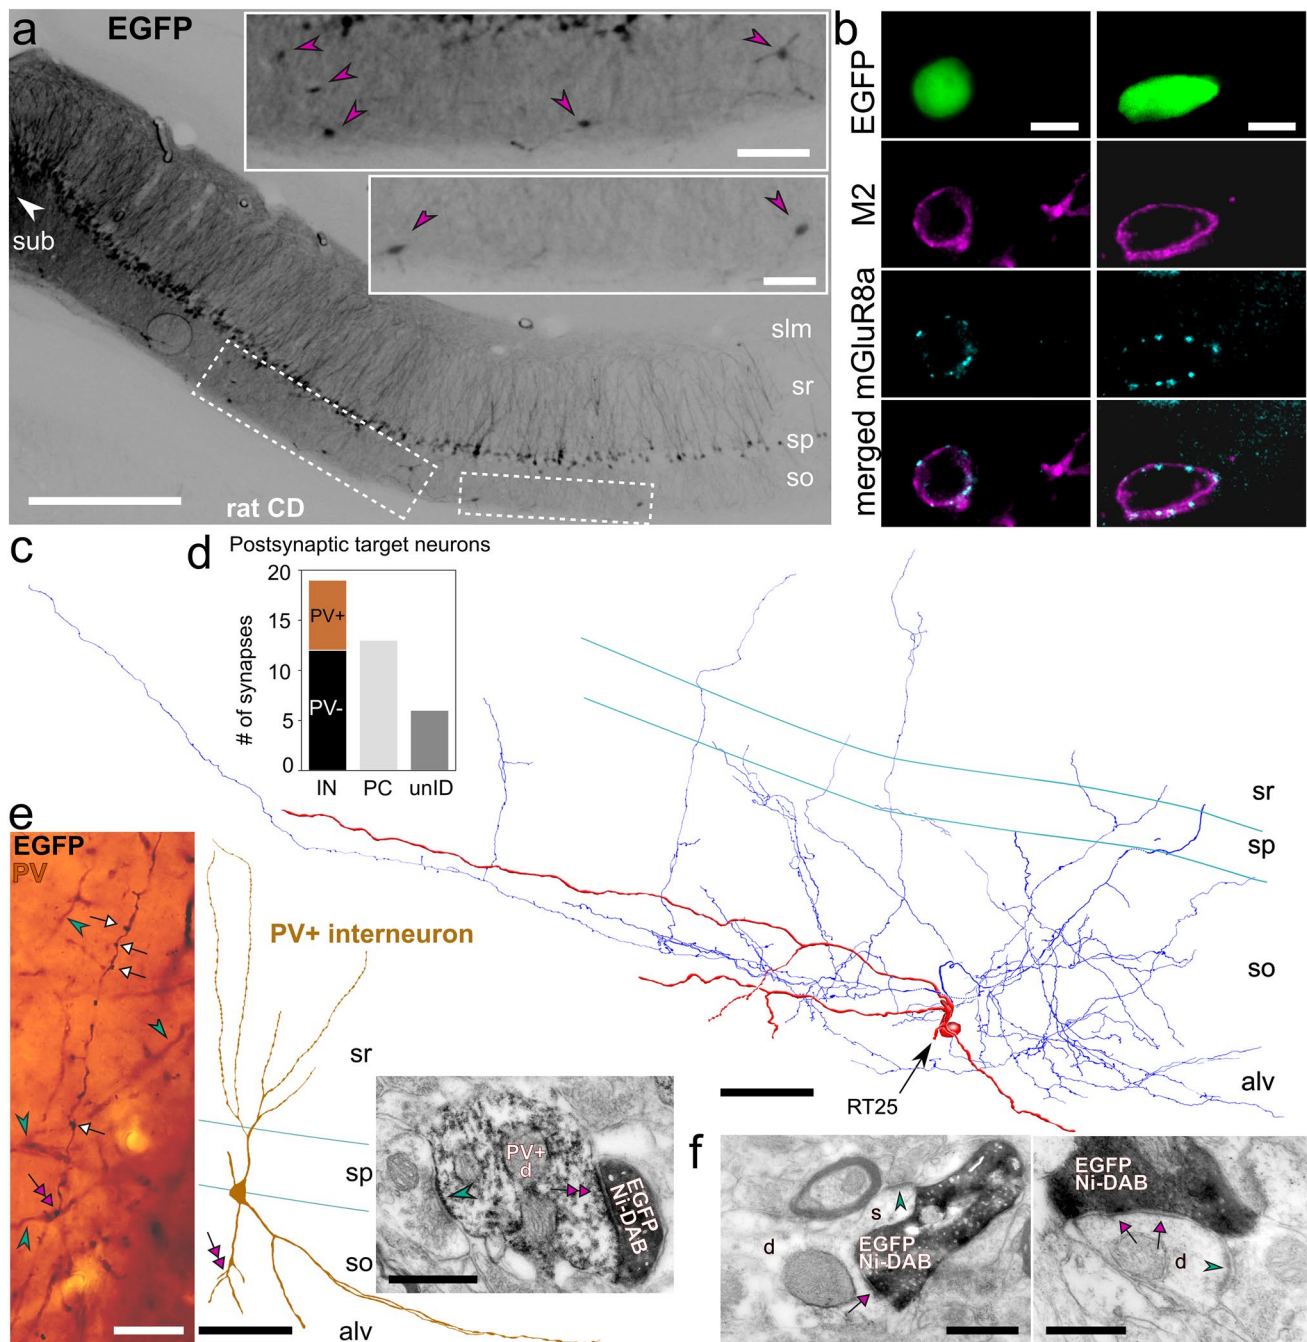 a
EGFP
sub
slm
sr
sp
so
rat CD
b
EGFP
M2
mGluR8a
merged
c
d
Postsynaptic target neurons
# of synapses
20
15
10
5
0
PV+
PV-
IN
PC
unID
sr
sp
so
alv
RT25
e
EGFP
PV
PV+ interneuron
sr
sp
so
alv
PV+
d
EGFP
Ni-DAB
f
d
s
EGFP
Ni-DAB
EGFP
Ni-DAB
d